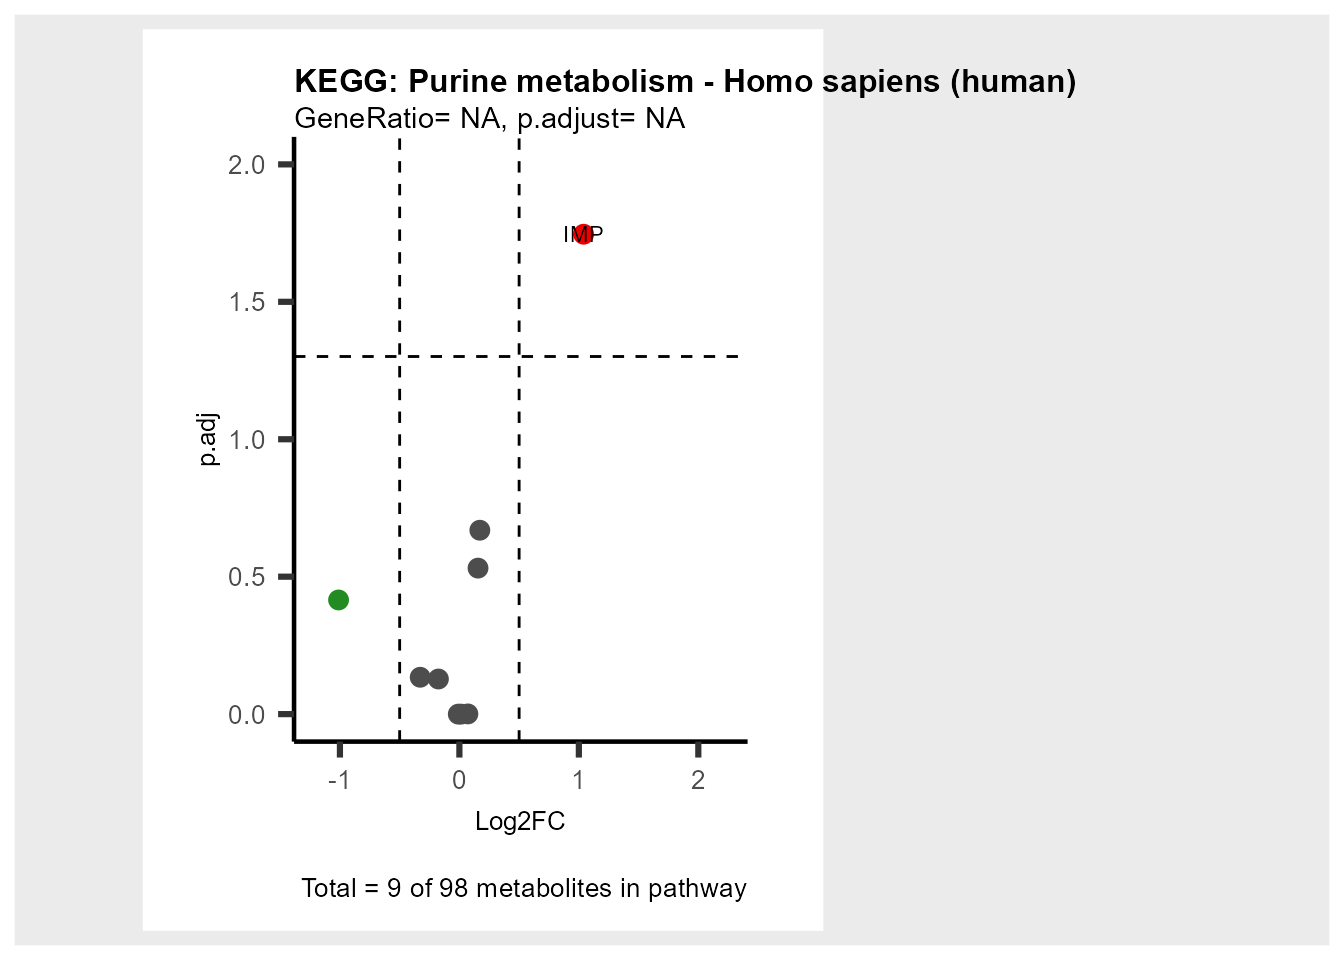 KEGG: Purine metabolism - Homo sapiens (human)
GeneRatio= NA, p.adjust= NA
2.0
IMP
1.5
p.adj
1.0
0.5
0.0
-1 0 1 2
Log2FC
Total = 9 of 98 metabolites in pathway